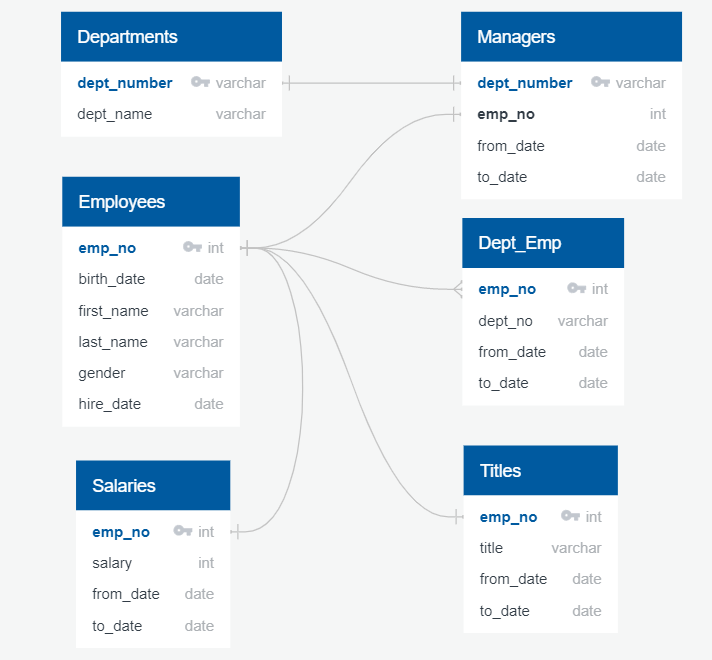 Departments
dept_number varchar
dept_name varchar
Managers
dept_number varchar
emp_no int
from_date date
to_date date
Employees
emp_no int
birth_date date
first_name varchar
last_name varchar
gender varchar
hire_date date
Dept_Emp
emp_no int
dept_no varchar
from_date date
to_date date
Salaries
emp_no int
salary int
from_date date
to_date date
Titles
emp_no int
title varchar
from_date date
to_date date